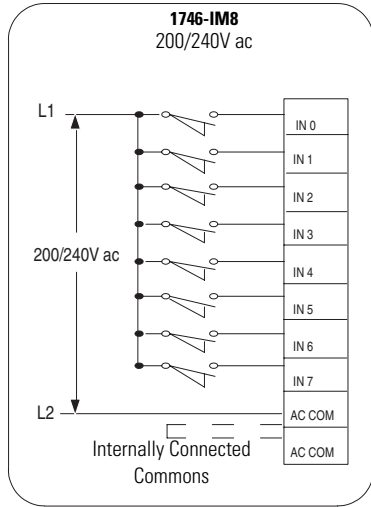 1746-IM8
200/240V ac
L1
IN 0
IN 1
IN 2
IN 3
200/240V ac
IN 4
IN 5
IN 6
IN 7
L2
AC COM
Internally Connected
Commons
AC COM